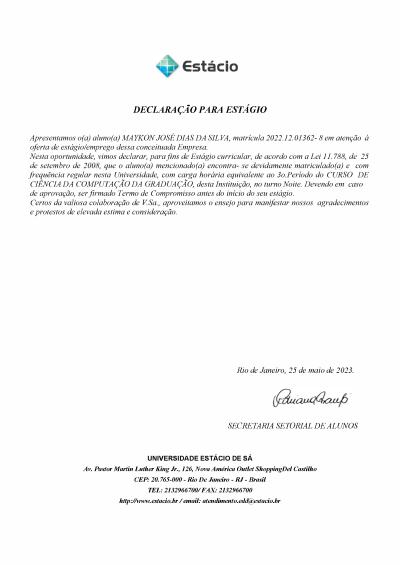 Estácio
DECLARAÇÃO PARA ESTÁGIO
Apresentamos o(a) aluno(a) MAYKON JOSÉ DIAS DA SILVA, matrícula 2022.12.01362- 8 em atenção à
oferta de estágio/emprego dessa conceituada Empresa.
Nesta oportunidade, vimos declarar, para fins de Estágio curricular, de acordo com a Lei 11.788, de 25
de setembro de 2008, que o aluno(a) mencionado(a) encontra- se devidamente matriculado(a) e com
frequência regular nesta Universidade, com carga horária equivalente ao 3o.Período do CURSO DE
CIÊNCIA DA COMPUTAÇÃO DA GRADUAÇÃO, desta Instituição, no turno Noite. Devendo em caso
de aprovação, ser firmado Termo de Compromisso antes do início do seu estágio.
Certos da valiosa colaboração de V.Sa., aproveitamos o ensejo para manifestar nossos agradecimentos
e protestos de elevada estima e consideração.
Rio de Janeiro, 25 de maio de 2023.
SECRETARIA SETORIAL DE ALUNOS
UNIVERSIDADE ESTÁCIO DE SÁ
Av. Pastor Martin Luther King Jr., 126, Nova América Outlet ShoppingDel Castilho
CEP: 20.765-000 - Rio De Janeiro - RJ - Brasil
TEL: 2132966700/ FAX: 2132966700
http://www.estacio.br / email: atendimento.edd@estacio.br